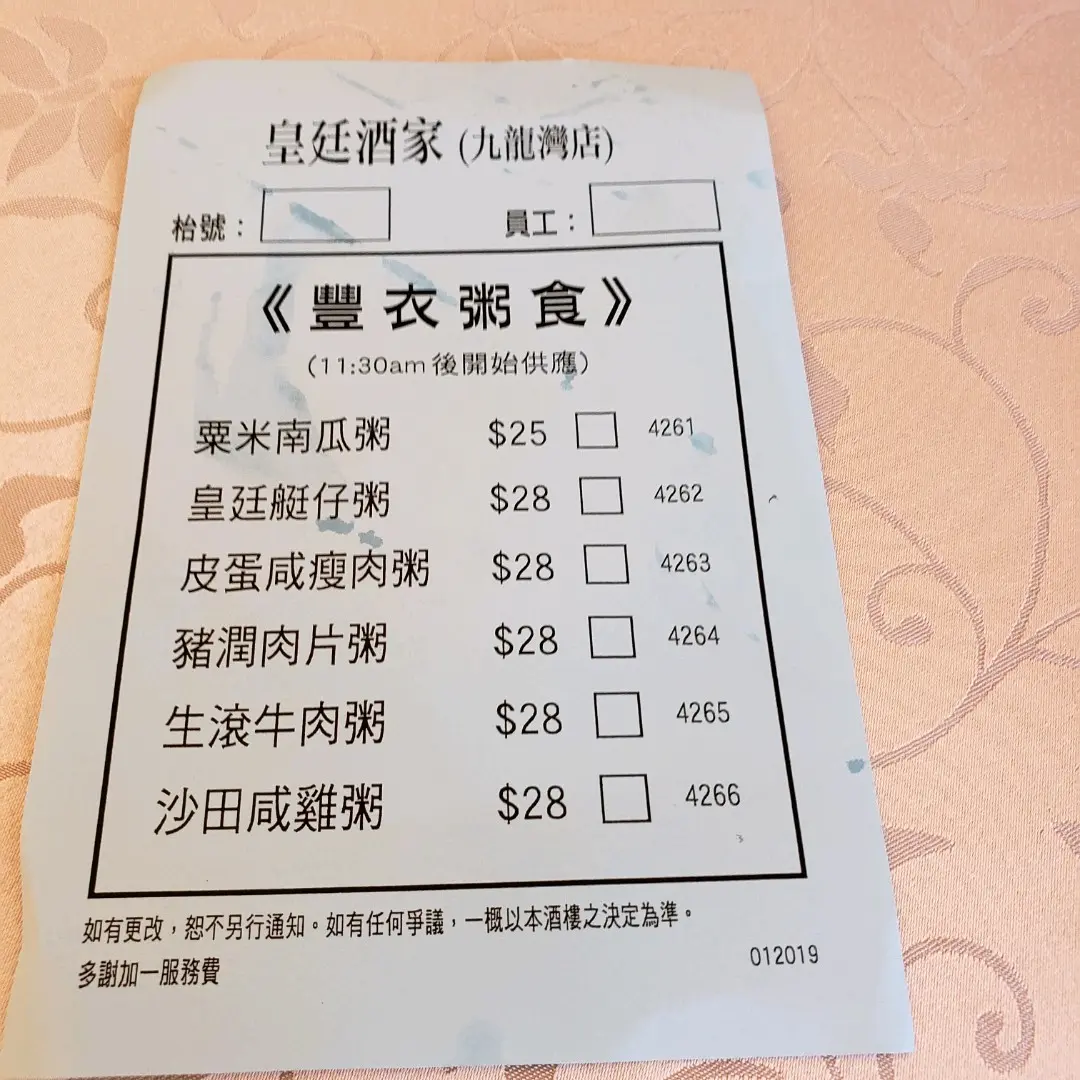 皇廷酒家 (九龍灣店)
枱號： 員工：
《豐衣粥食》
(11:30am 後開始供應)
粟米南瓜粥 $25 4261
皇廷艇仔粥 $28 4262
皮蛋咸瘦肉粥 $28 4263
豬潤肉片粥 $28 4264
生滾牛肉粥 $28 4265
沙田咸雞粥 $28 4266
如有更改，恕不另行通知。如有任何爭議，一概以本酒樓之決定為準。
多謝加一服務費 012019